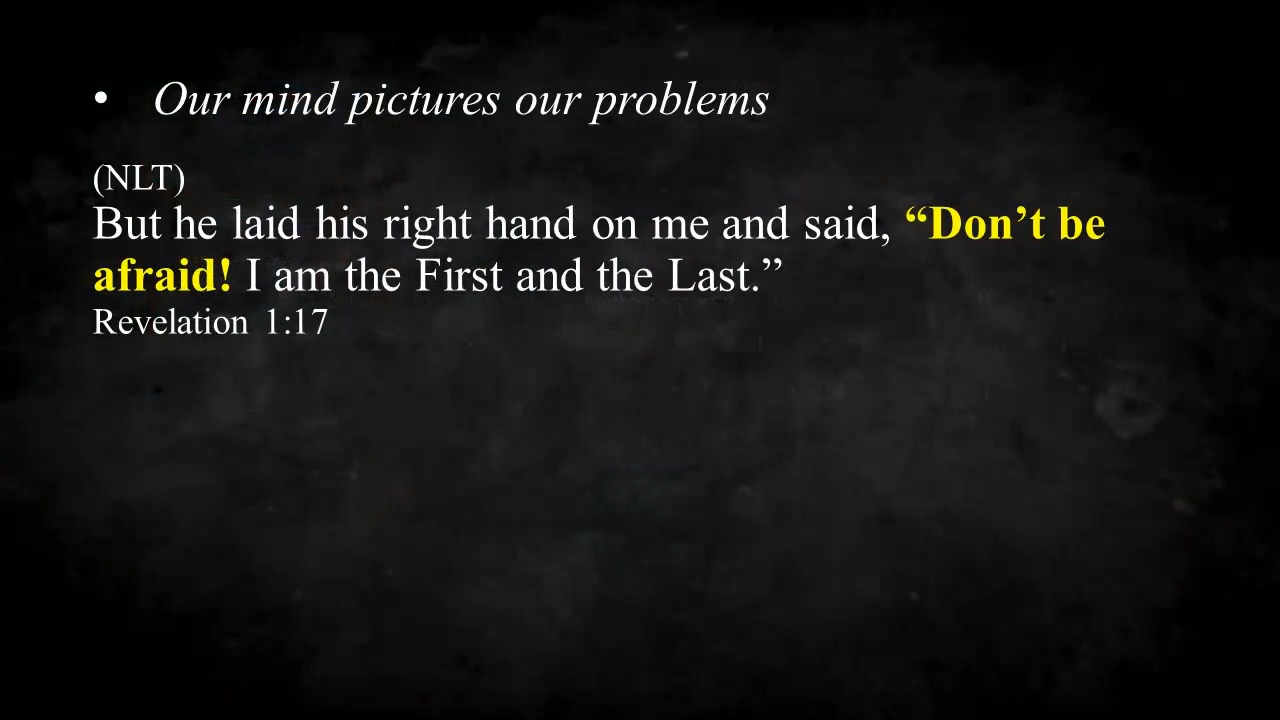 • Our mind pictures our problems
(NLT)
But he laid his right hand on me and said, “Don’t be
afraid! I am the First and the Last.”
Revelation 1:17